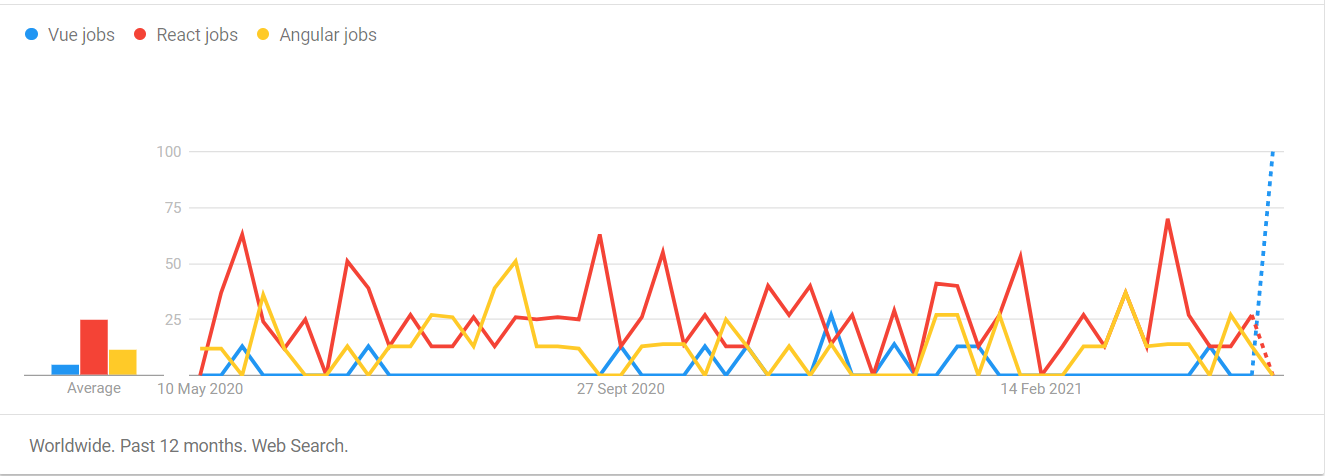 Vue jobs React jobs Angular jobs
100
75
50
25
Average 10 May 2020 27 Sept 2020 14 Feb 2021
Worldwide. Past 12 months. Web Search.